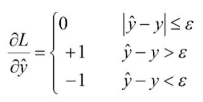 ∂L/∂ŷ = { 0 |ŷ − y| ≤ ε
+1 ŷ − y > ε
−1 ŷ − y < ε